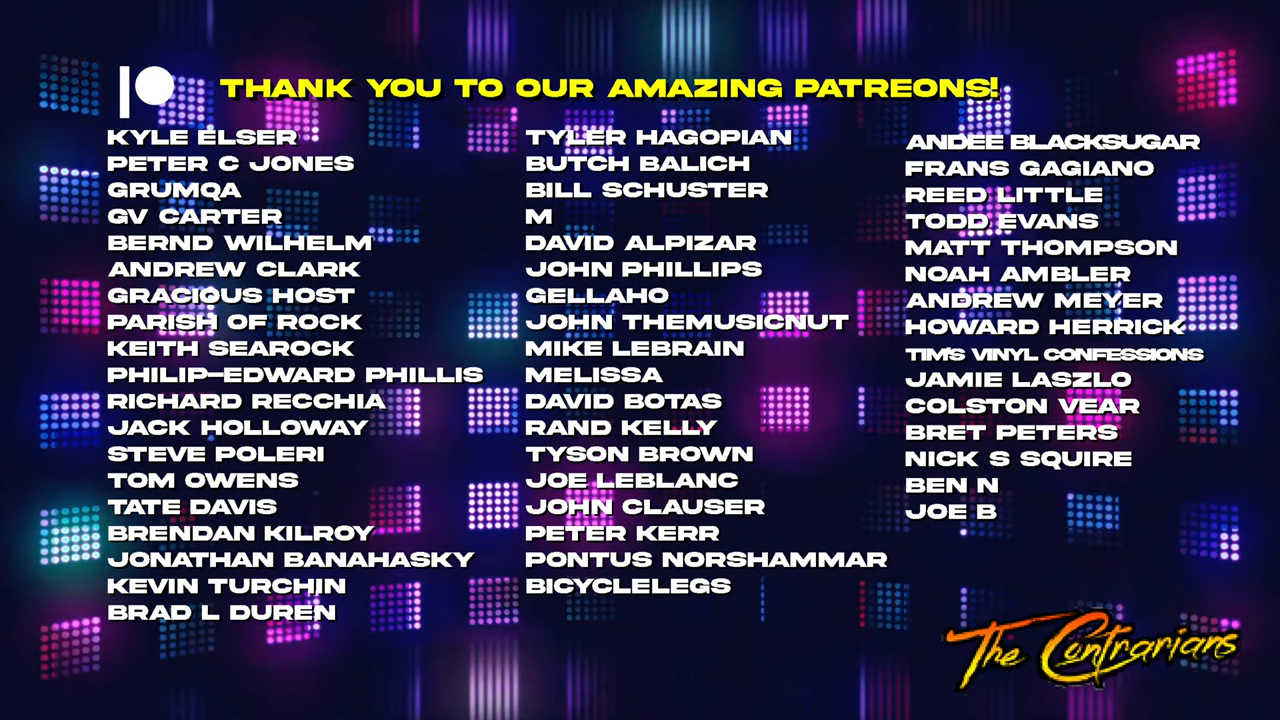 THANK YOU TO OUR AMAZING PATREONS!
KYLE ELSER
PETER C JONES
GRUMQA
GV CARTER
BERND WILHELM
ANDREW CLARK
GRACIOUS HOST
PARISH OF ROCK
KEITH SEAROCK
PHILIP-EDWARD PHILLIS
RICHARD RECCHIA
JACK HOLLOWAY
STEVE POLERI
TOM OWENS
TATE DAVIS
BRENDAN KILROY
JONATHAN BANAHASKY
KEVIN TURCHIN
BRAD L DUREN
TYLER HAGOPIAN
BUTCH BALICH
BILL SCHUSTER
M
DAVID ALPIZAR
JOHN PHILLIPS
GELLAHO
JOHN THEMUSICNUT
MIKE LEBRAIN
MELISSA
DAVID BOTAS
RAND KELLY
TYSON BROWN
JOE LEBLANC
JOHN CLAUSER
PETER KERR
PONTUS NORSHAMMAR
BICYCLELEGS
ANDEE BLACKSUGAR
FRANS GAGIANO
REED LITTLE
TODD EVANS
MATT THOMPSON
NOAH AMBLER
ANDREW MEYER
HOWARD HERRICK
TIM'S VINYL CONFESSIONS
JAMIE LASZLO
COLSTON VEAR
BRET PETERS
NICK S SQUIRE
BEN N
JOE B
The Contrarians